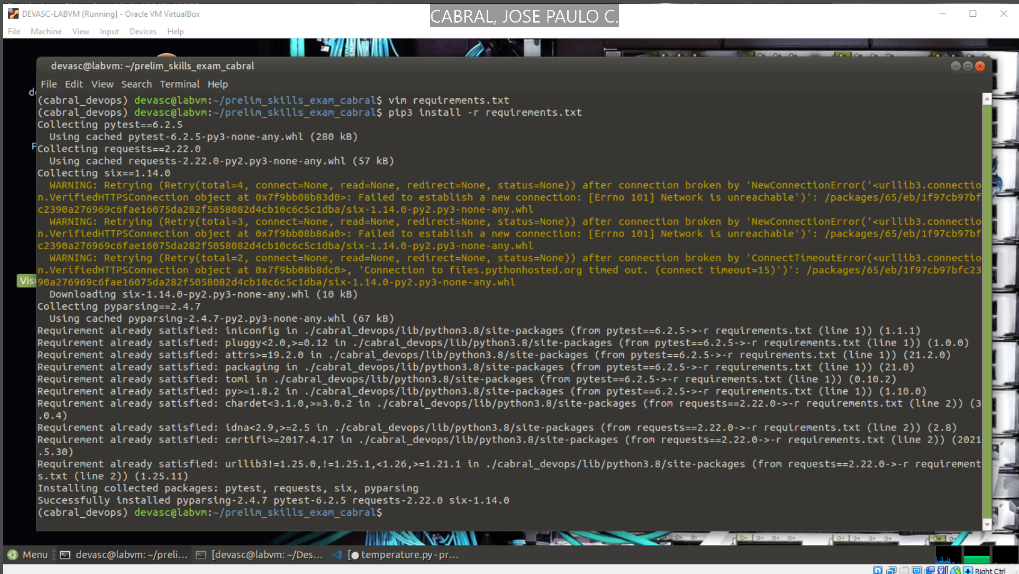 DEVASC-LABVM [Running] - Oracle VM VirtualBox
CABRAL, JOSE PAULO C.
File Machine View Input Devices Help
devasc@labvm: ~/prelim_skills_exam_cabral
File Edit View Search Terminal Help
(cabral_devops) devasc@labvm:~/prelim_skills_exam_cabral$ vim requirements.txt
(cabral_devops) devasc@labvm:~/prelim_skills_exam_cabral$ pip3 install -r requirements.txt
Collecting pytest==6.2.5
Using cached pytest-6.2.5-py3-none-any.whl (280 kB)
Collecting requests==2.22.0
Using cached requests-2.22.0-py2.py3-none-any.whl (57 kB)
Collecting six==1.14.0
WARNING: Retrying (Retry(total=4, connect=None, read=None, redirect=None, status=None)) after connection broken by 'NewConnectionError('<urllib3.connectio
n.VerifiedHTTPSConnection object at 0x7f9bb08b83d0>: Failed to establish a new connection: [Errno 101] Network is unreachable')': /packages/65/eb/1f97cb97bf
c2390a276969c6fae16075da282f5058082d4cb10c6c5c1dba/six-1.14.0-py2.py3-none-any.whl
WARNING: Retrying (Retry(total=3, connect=None, read=None, redirect=None, status=None)) after connection broken by 'NewConnectionError('<urllib3.connectio
n.VerifiedHTTPSConnection object at 0x7f9bb08b86a0>: Failed to establish a new connection: [Errno 101] Network is unreachable')': /packages/65/eb/1f97cb97bf
c2390a276969c6fae16075da282f5058082d4cb10c6c5c1dba/six-1.14.0-py2.py3-none-any.whl
WARNING: Retrying (Retry(total=2, connect=None, read=None, redirect=None, status=None)) after connection broken by 'ConnectTimeoutError(<urllib3.connectio
n.VerifiedHTTPSConnection object at 0x7f9bb08b8dc0>, 'Connection to files.pythonhosted.org timed out. (connect timeout=15)')': /packages/65/eb/1f97cb97bfc23
90a276969c6fae16075da282f5058082d4cb10c6c5c1dba/six-1.14.0-py2.py3-none-any.whl
Downloading six-1.14.0-py2.py3-none-any.whl (10 kB)
Collecting pyparsing==2.4.7
Using cached pyparsing-2.4.7-py2.py3-none-any.whl (67 kB)
Requirement already satisfied: iniconfig in ./cabral_devops/lib/python3.8/site-packages (from pytest==6.2.5->-r requirements.txt (line 1)) (1.1.1)
Requirement already satisfied: pluggy<2.0,>=0.12 in ./cabral_devops/lib/python3.8/site-packages (from pytest==6.2.5->-r requirements.txt (line 1)) (1.0.0)
Requirement already satisfied: attrs>=19.2.0 in ./cabral_devops/lib/python3.8/site-packages (from pytest==6.2.5->-r requirements.txt (line 1)) (21.2.0)
Requirement already satisfied: packaging in ./cabral_devops/lib/python3.8/site-packages (from pytest==6.2.5->-r requirements.txt (line 1)) (21.0)
Requirement already satisfied: toml in ./cabral_devops/lib/python3.8/site-packages (from pytest==6.2.5->-r requirements.txt (line 1)) (0.10.2)
Requirement already satisfied: py>=1.8.2 in ./cabral_devops/lib/python3.8/site-packages (from pytest==6.2.5->-r requirements.txt (line 1)) (1.10.0)
Requirement already satisfied: chardet<3.1.0,>=3.0.2 in ./cabral_devops/lib/python3.8/site-packages (from requests==2.22.0->-r requirements.txt (line 2)) (3
.0.4)
Requirement already satisfied: idna<2.9,>=2.5 in ./cabral_devops/lib/python3.8/site-packages (from requests==2.22.0->-r requirements.txt (line 2)) (2.8)
Requirement already satisfied: certifi>=2017.4.17 in ./cabral_devops/lib/python3.8/site-packages (from requests==2.22.0->-r requirements.txt (line 2)) (2021
.5.30)
Requirement already satisfied: urllib3!=1.25.0,!=1.25.1,<1.26,>=1.21.1 in ./cabral_devops/lib/python3.8/site-packages (from requests==2.22.0->-r requirement
s.txt (line 2)) (1.25.11)
Installing collected packages: pytest, requests, six, pyparsing
Successfully installed pyparsing-2.4.7 pytest-6.2.5 requests-2.22.0 six-1.14.0
(cabral_devops) devasc@labvm:~/prelim_skills_exam_cabral$
Menu devasc@labvm: ~/preli... [devasc@labvm: ~/Des... [● temperature.py - pr...
Right Ctrl